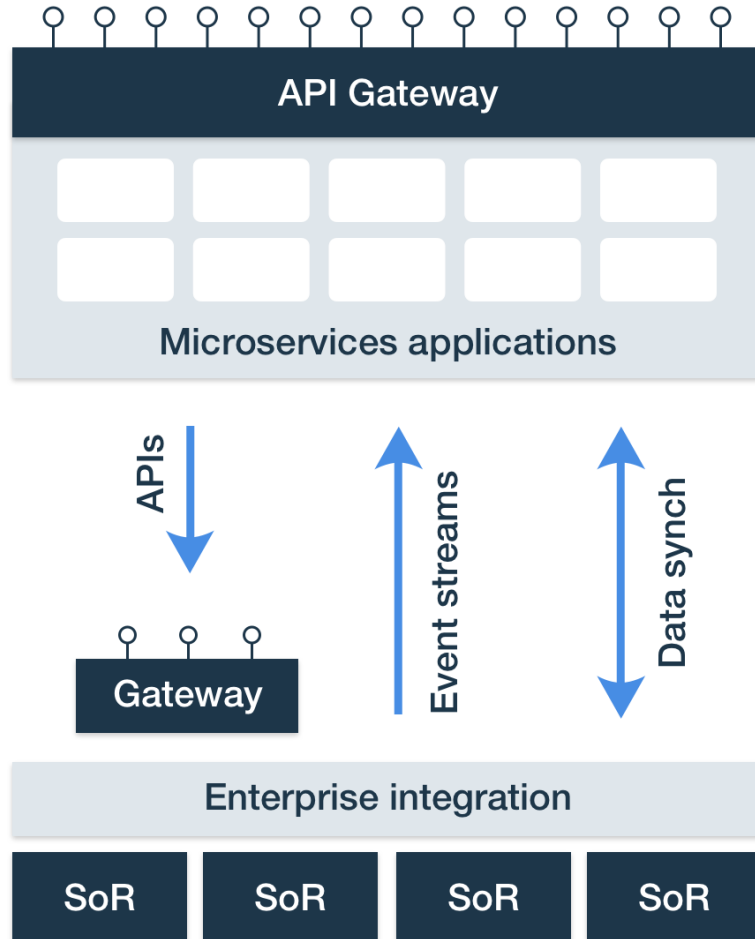 API Gateway
Microservices applications
APIs
Event streams
Data synch
Gateway
Enterprise integration
SoR
SoR
SoR
SoR